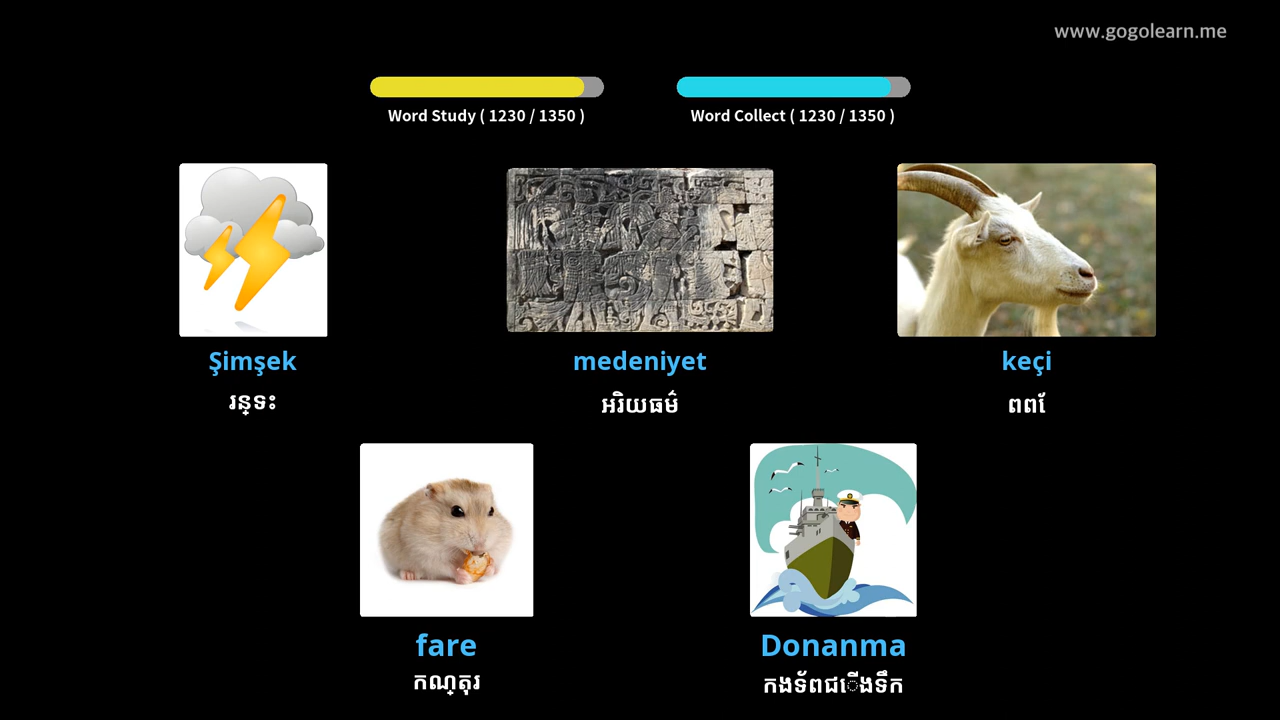 www.gogolearn.me
Word Study ( 1230 / 1350 )
Word Collect ( 1230 / 1350 )
Şimşek
medeniyet
keçi
រន្ទះ
អរិយធម៌
ពពែ
fare
Donanma
កណ្តុរ
កងទ័ពជើងទឹក